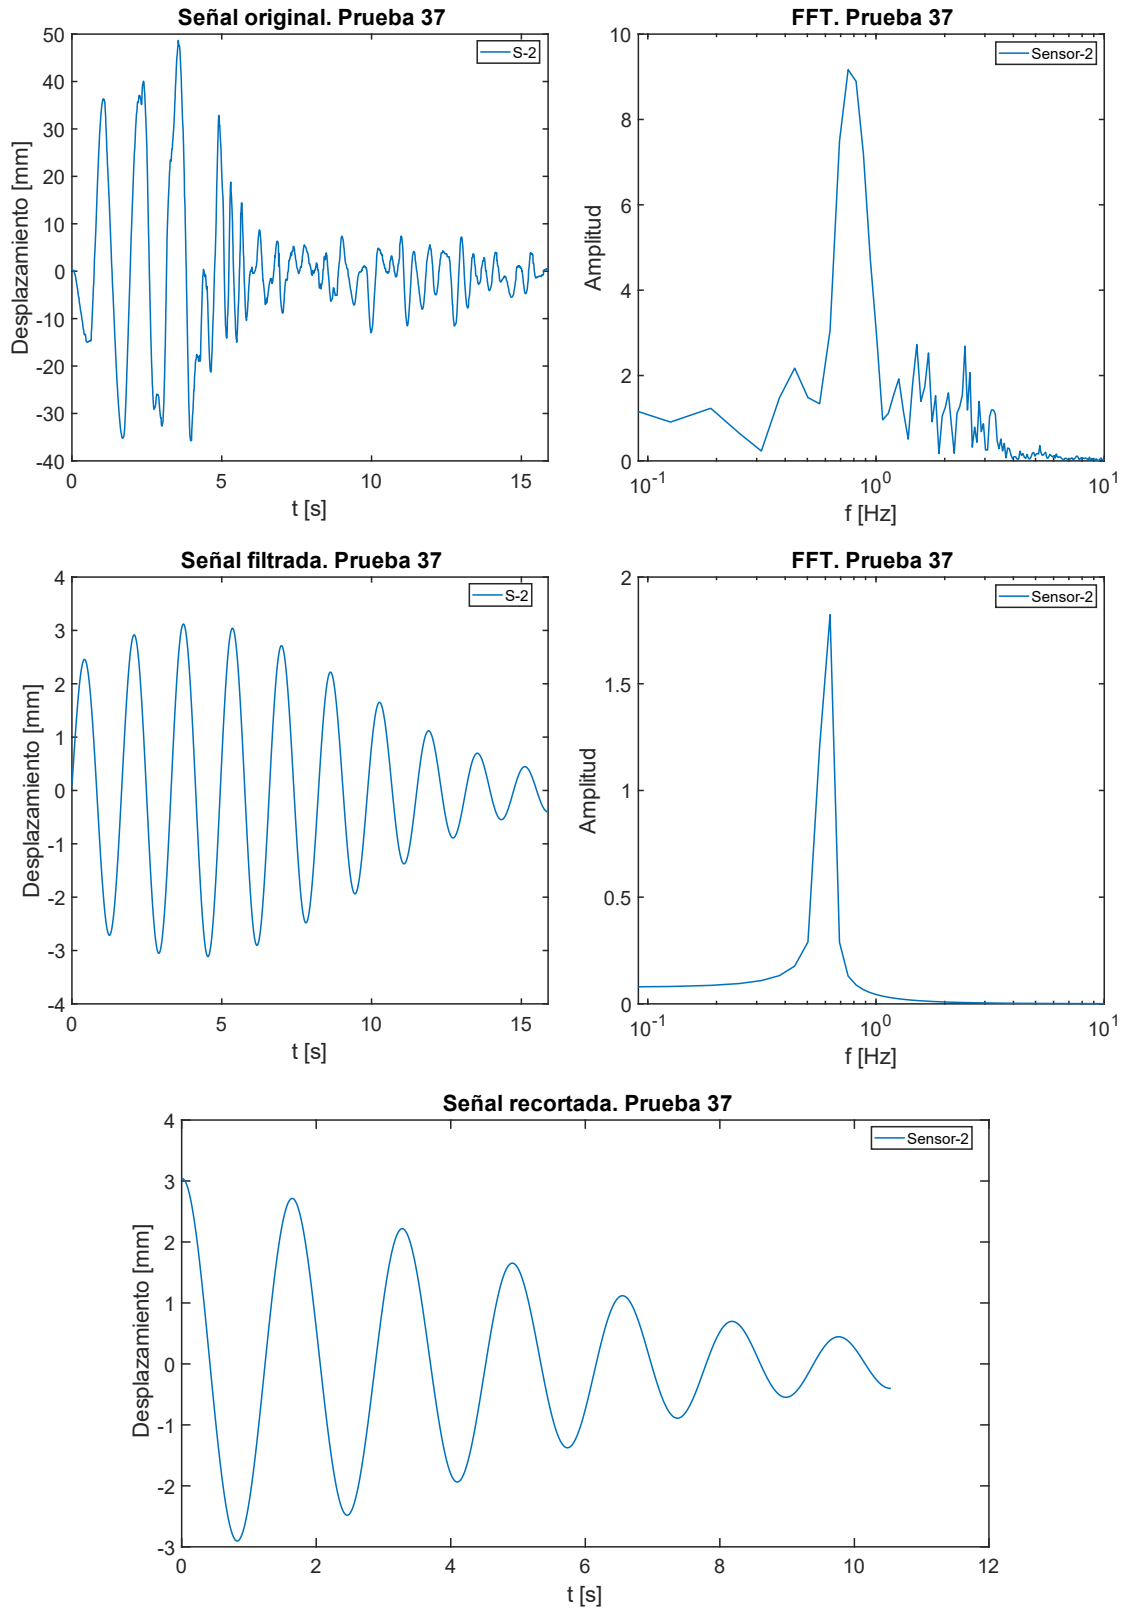 Señal original. Prueba 37
S-2
Desplazamiento [mm]
50
40
30
20
10
0
-10
-20
-30
-40
0
5
10
15
t [s]
FFT. Prueba 37
Sensor-2
Amplitud
10
8
6
4
2
0
10^-1
10^0
10^1
f [Hz]
Señal filtrada. Prueba 37
S-2
Desplazamiento [mm]
4
3
2
1
0
-1
-2
-3
-4
0
5
10
15
t [s]
FFT. Prueba 37
Sensor-2
Amplitud
2
1.5
1
0.5
0
10^-1
10^0
10^1
f [Hz]
Señal recortada. Prueba 37
Sensor-2
Desplazamiento [mm]
4
3
2
1
0
-1
-2
-3
0
2
4
6
8
10
12
t [s]